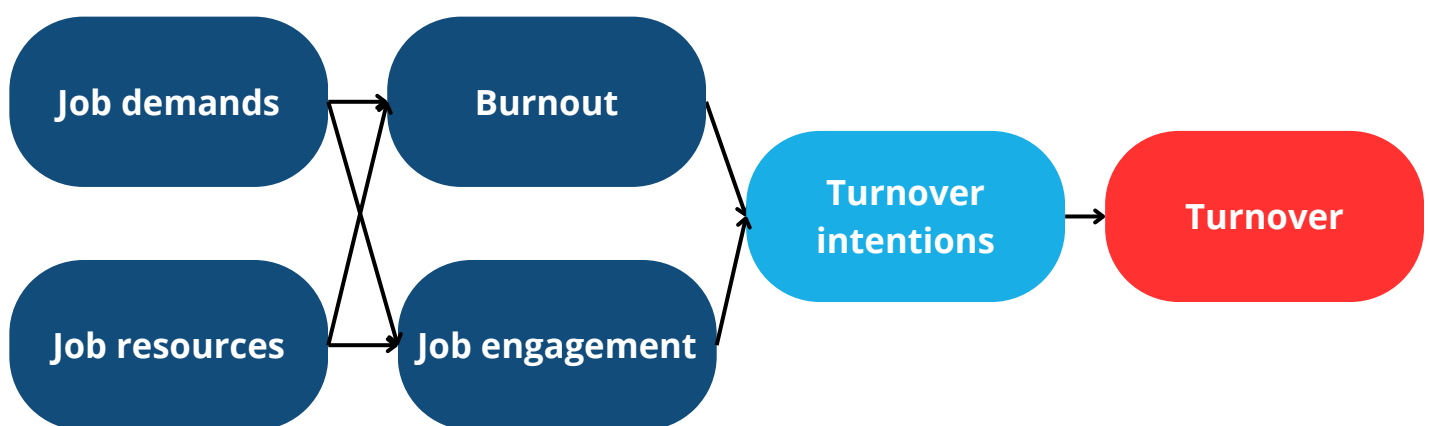 Job demands
Burnout
Turnover
intentions
Turnover
Job resources
Job engagement